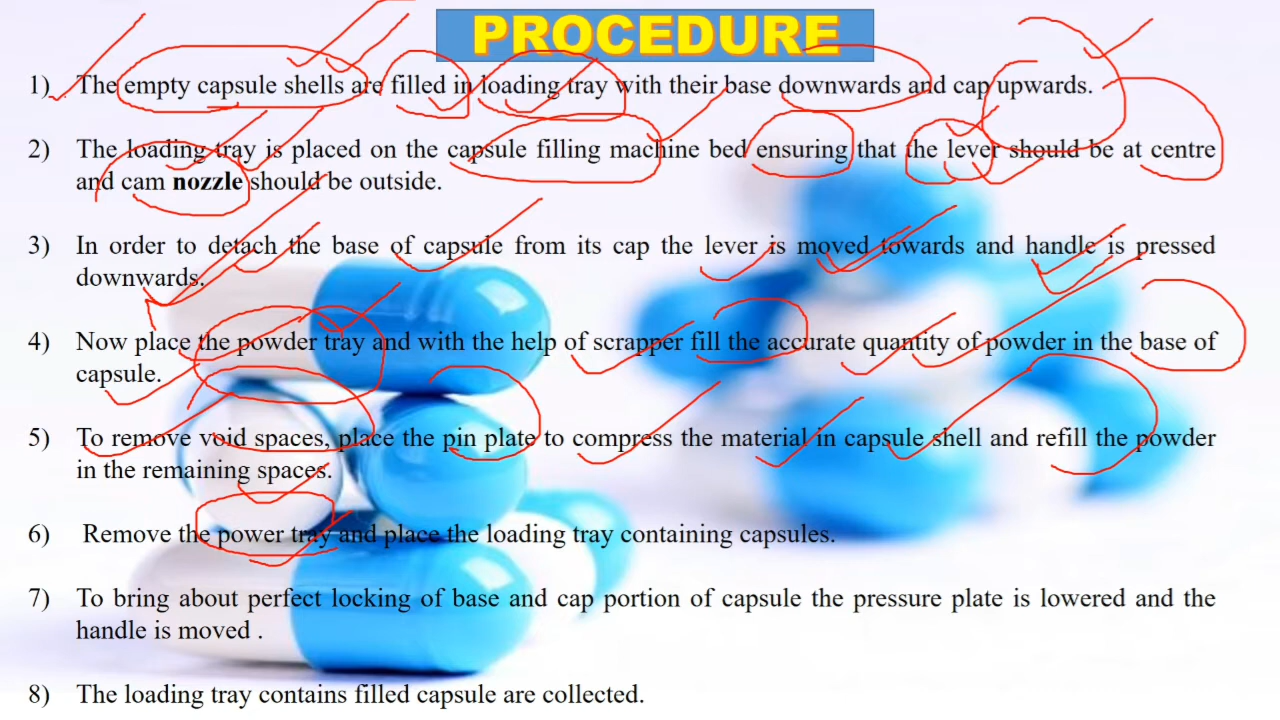 PROCEDURE
1) The empty capsule shells are filled in loading tray with their base downwards and cap upwards.
2) The loading tray is placed on the capsule filling machine bed ensuring that the lever should be at centre
and cam nozzle should be outside.
3) In order to detach the base of capsule from its cap the lever is moved towards and handle is pressed
downwards.
4) Now place the powder tray and with the help of scrapper fill the accurate quantity of powder in the base of
capsule.
5) To remove void spaces, place the pin plate to compress the material in capsule shell and refill the powder
in the remaining spaces.
6) Remove the power tray and place the loading tray containing capsules.
7) To bring about perfect locking of base and cap portion of capsule the pressure plate is lowered and the
handle is moved .
8) The loading tray contains filled capsule are collected.